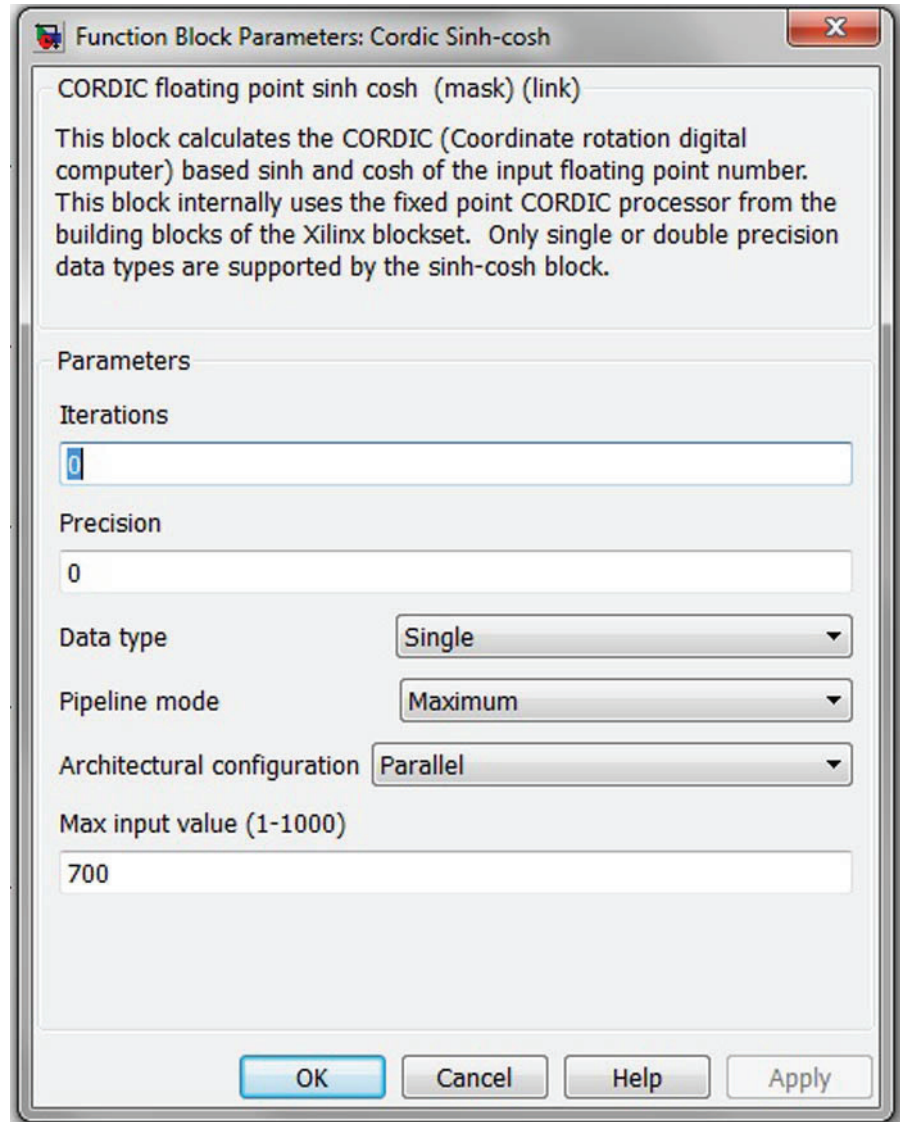 Function Block Parameters: Cordic Sinh-cosh
CORDIC floating point sinh cosh (mask) (link)
This block calculates the CORDIC (Coordinate rotation digital
computer) based sinh and cosh of the input floating point number.
This block internally uses the fixed point CORDIC processor from the
building blocks of the Xilinx blockset. Only single or double precision
data types are supported by the sinh-cosh block.
Parameters
Iterations
0
Precision
0
Data type Single
Pipeline mode Maximum
Architectural configuration Parallel
Max input value (1-1000)
700
OK Cancel Help Apply